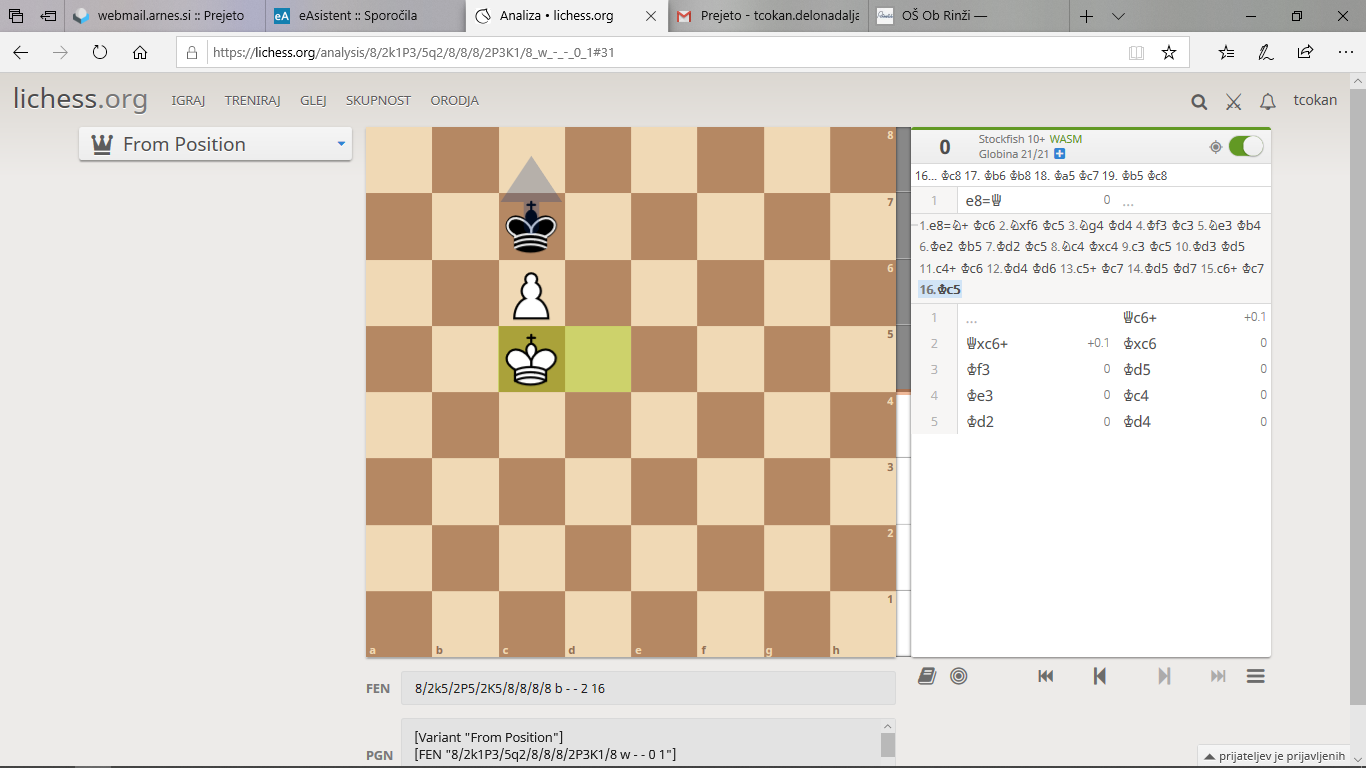 webmail.arnes.si :: Prejeto
eA eAsistent :: Sporočila
Analiza • lichess.org
Prejeto - tcokan.delonadalja
OŠ Ob Rinži —
https://lichess.org/analysis/8/2k1P3/5q2/8/8/8/2P3K1/8_w_-_-_0_1#31
lichess.org IGRAJ TRENIRAJ GLEJ SKUPNOST ORODJA tcokan
From Position
8
7
6
5
4
3
2
1
a b c d e f g h
0 Stockfish 10+ WASM
Globina 21/21
16... ♔c8 17. ♔b6 ♔b8 18. ♔a5 ♔c7 19. ♔b5 ♔c8
1 e8=♕ 0 ...
1.e8=♘+ ♔c6 2.♘xf6 ♔c5 3.♘g4 ♔d4 4.♔f3 ♔c3 5.♘e3 ♔b4
6.♔e2 ♔b5 7.♔d2 ♔c5 8.♘c4 ♔xc4 9.c3 ♔c5 10.♔d3 ♔d5
11.c4+ ♔c6 12.♔d4 ♔d6 13.c5+ ♔c7 14.♔d5 ♔d7 15.c6+ ♔c7
16.♔c5
1 ... ♕c6+ +0.1
2 ♕xc6+ +0.1 ♔xc6 0
3 ♔f3 0 ♔d5 0
4 ♔e3 0 ♔c4 0
5 ♔d2 0 ♔d4 0
FEN 8/2k5/2P5/2K5/8/8/8/8 b - - 2 16
PGN [Variant "From Position"]
[FEN "8/2k1P3/5q2/8/8/8/2P3K1/8 w - - 0 1"]
prijateljev je prijavljenih